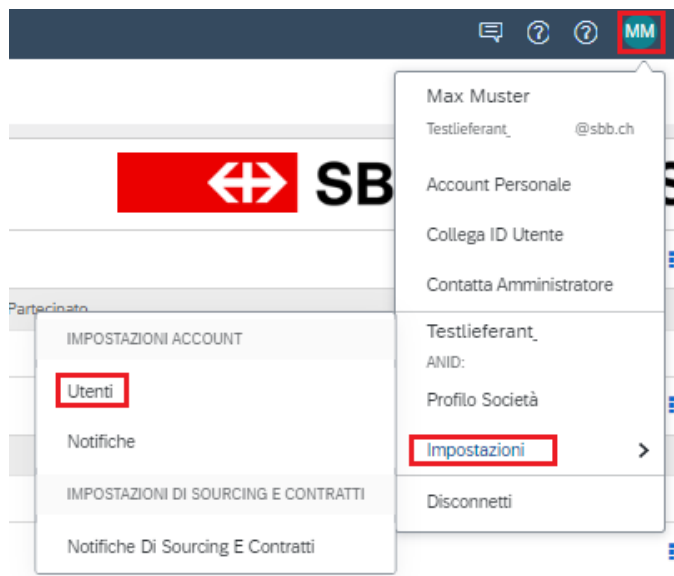 MM
Max Muster
Testlieferant_ @sbb.ch
SB
Account Personale
Collega ID Utente
Contatta Amministratore
Partecipato
Testlieferant_
ANID:
Profilo Società
Impostazioni
Disconnetti
IMPOSTAZIONI ACCOUNT
Utenti
Notifiche
IMPOSTAZIONI DI SOURCING E CONTRATTI
Notifiche Di Sourcing E Contratti